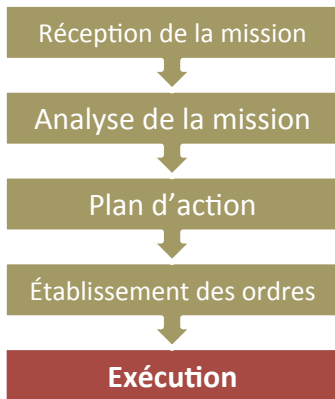 Réception de la mission
Analyse de la mission
Plan d’action
Établissement des ordres
Exécution